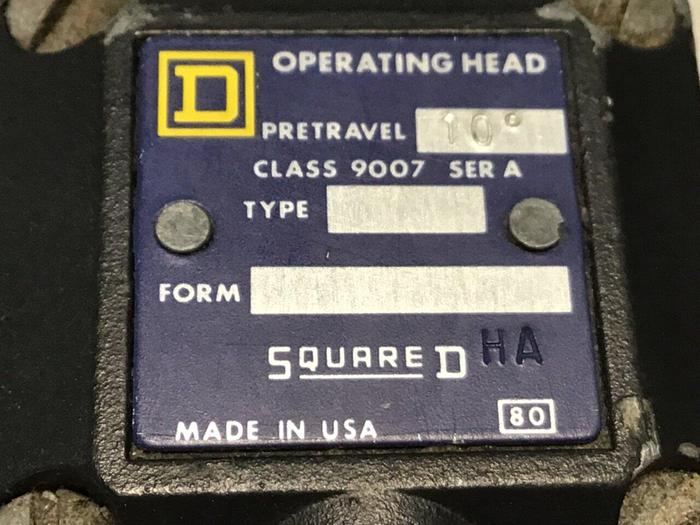 D
OPERATING HEAD
PRETRAVEL 10°
CLASS 9007 SER A
TYPE
FORM
SQUARE D HA
MADE IN USA 80